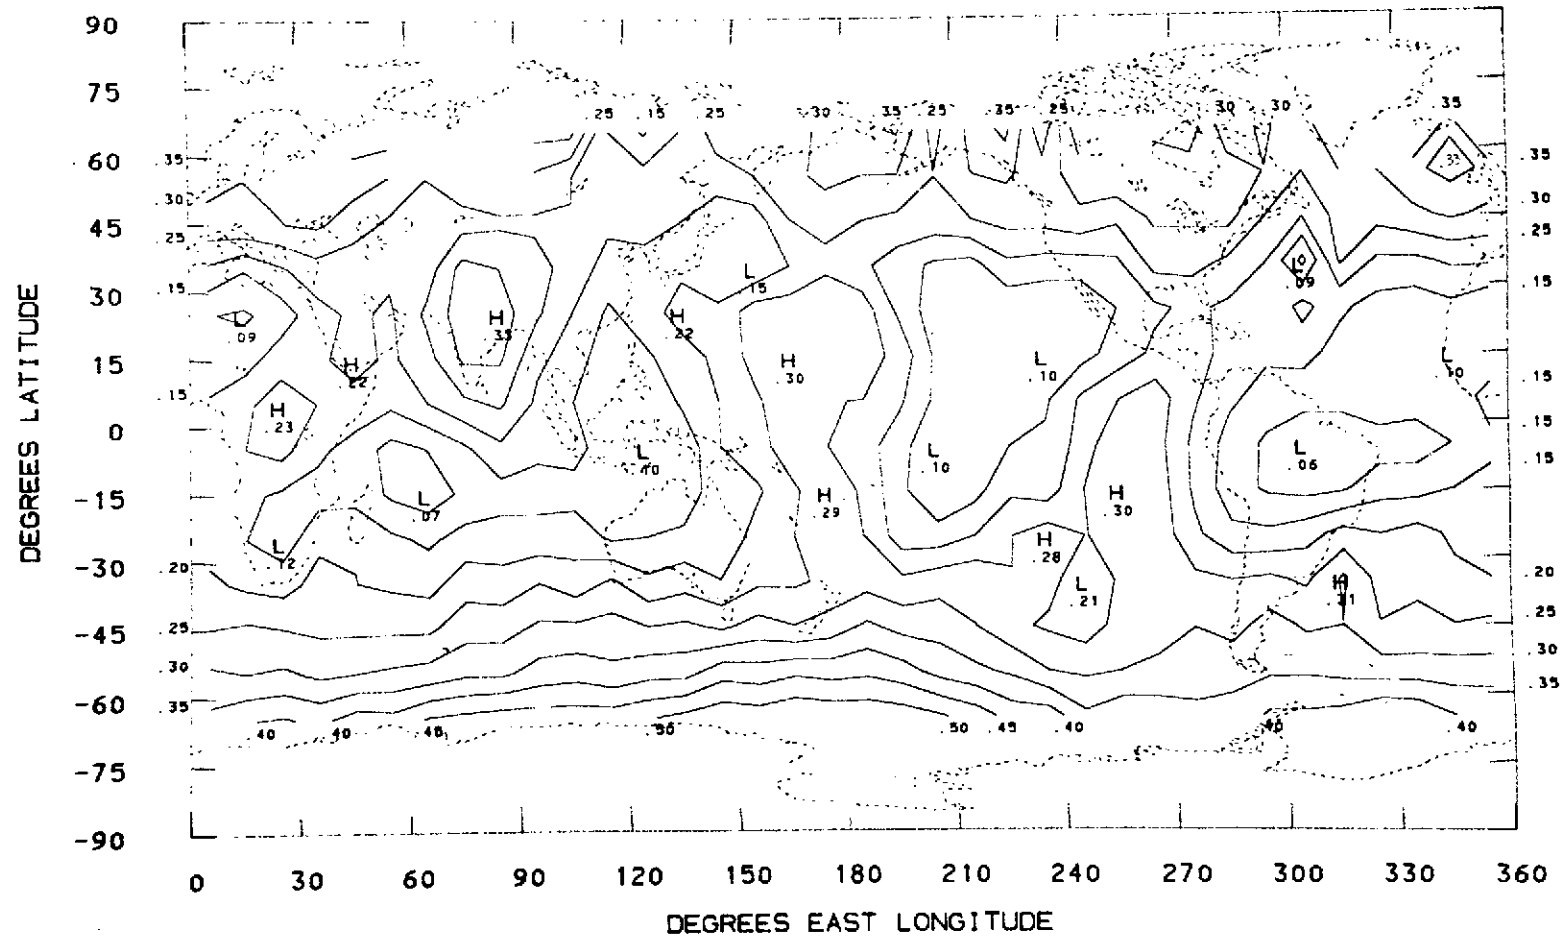 90
75
60
45
30
15
0
-15
-30
-45
-60
-75
-90
DEGREES LATITUDE
.25 .15 .25 .30 .35 .25 .35 .25 .30 .30 .35
.35 .33 .35
.30 .30
.25 .25
.15 L .15 L .09 .15
L .09 H .35 H .22
H .22 H .30 L .10 L .10
.15 .15
H .23 .15
L .10 L .10 L .06 .15
L .07 H .29 H .30
L .12 H .28
.20 L .21 H .20
.25 .25
.30 .30
.35 .35
.40 .40 .50 .50 .45 .40 .40 .40
0 30 60 90 120 150 180 210 240 270 300 330 360
DEGREES EAST LONGITUDE